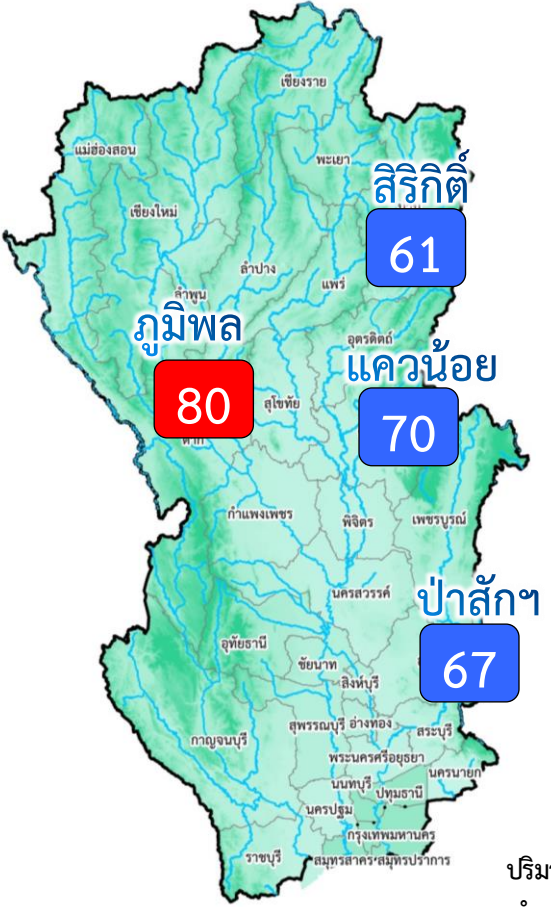 เชียงราย
แม่ฮ่องสอน
พะเยา
สิริกิติ์
เชียงใหม่
61
ลำปาง
แพร่
ลำพูน
ภูมิพล
อุตรดิตถ์
แควน้อย
80
สุโขทัย
70
ตาก
กำแพงเพชร
พิจิตร
เพชรบูรณ์
นครสวรรค์
ป่าสักฯ
อุทัยธานี
67
ชัยนาท
สิงห์บุรี
สุพรรณบุรี
อ่างทอง
สระบุรี
กาญจนบุรี
พระนครศรีอยุธยา
นครนายก
นนทบุรี
ปทุมธานี
นครปฐม
กรุงเทพมหานคร
ราชบุรี
สมุทรสาคร
สมุทรปราการ